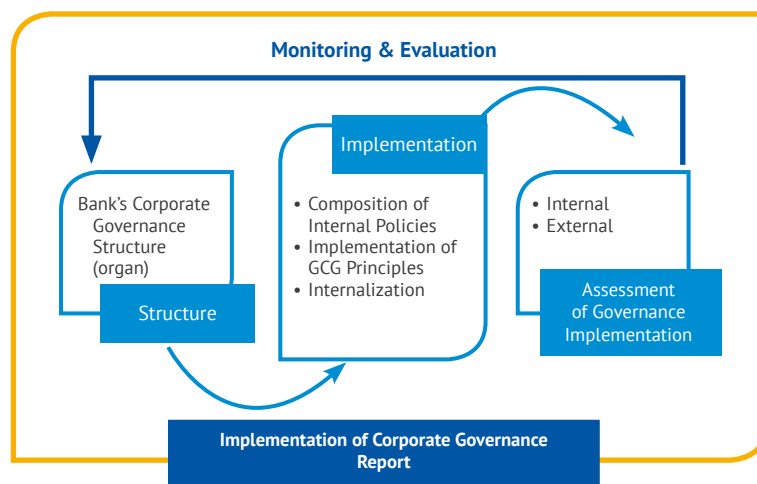 Monitoring & Evaluation
Bank's Corporate
Governance
Structure
(organ)
Structure
Implementation
• Composition of
Internal Policies
• Implementation of
GCG Principles
• Internalization
• Internal
• External
Assessment
of Governance
Implementation
Implementation of Corporate Governance
Report